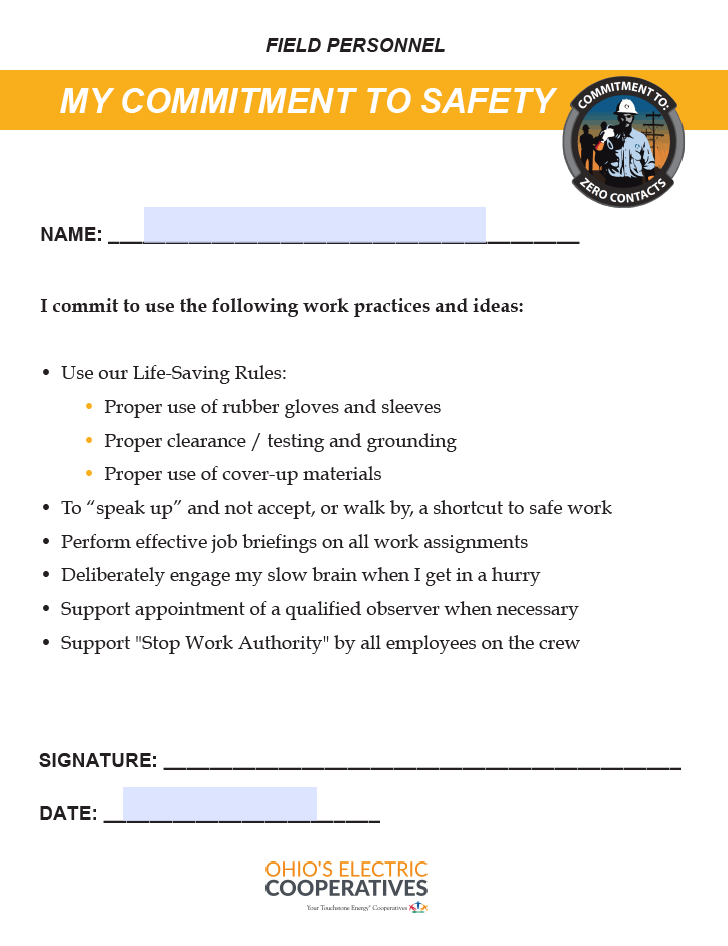 FIELD PERSONNEL
MY COMMITMENT TO SAFETY
COMMITMENT TO:
ZERO CONTACTS
NAME: ____________________________________________
I commit to use the following work practices and ideas:
• Use our Life-Saving Rules:
• Proper use of rubber gloves and sleeves
• Proper clearance / testing and grounding
• Proper use of cover-up materials
• To “speak up” and not accept, or walk by, a shortcut to safe work
• Perform effective job briefings on all work assignments
• Deliberately engage my slow brain when I get in a hurry
• Support appointment of a qualified observer when necessary
• Support "Stop Work Authority" by all employees on the crew
SIGNATURE: ________________________________________________
DATE: __________________________
OHIO'S ELECTRIC
COOPERATIVES
Your Touchstone Energy® Cooperatives